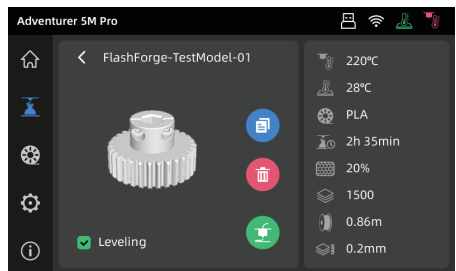 Adventurer 5M Pro
FlashForge-TestModel-01
Leveling
220℃
28℃
PLA
2h 35min
20%
1500
0.86m
0.2mm